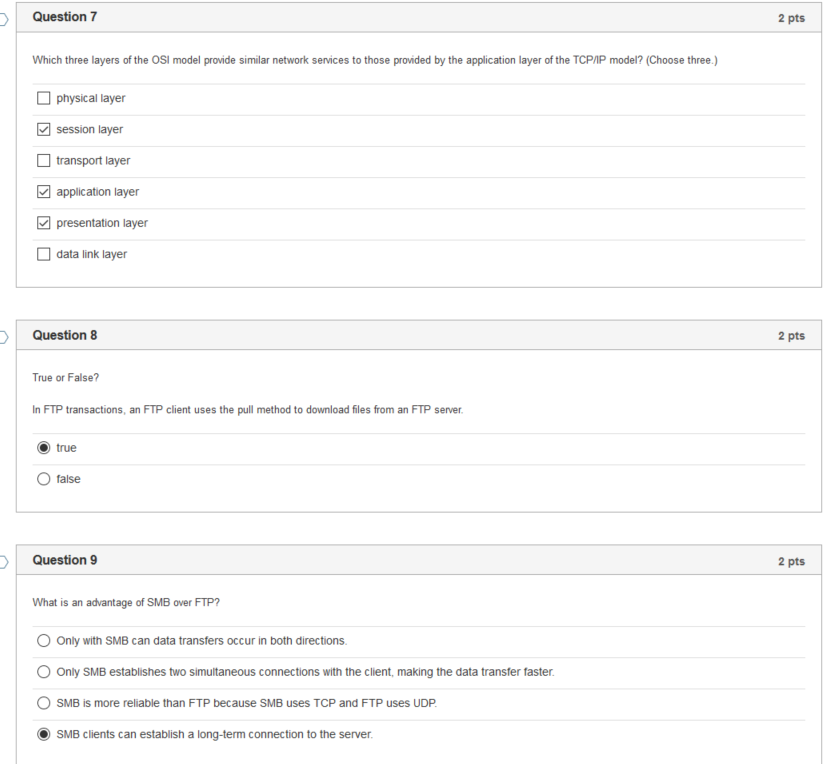 Question 7
2 pts
Which three layers of the OSI model provide similar network services to those provided by the application layer of the TCP/IP model? (Choose three.)
physical layer
session layer
transport layer
application layer
presentation layer
data link layer
Question 8
2 pts
True or False?
In FTP transactions, an FTP client uses the pull method to download files from an FTP server.
true
false
Question 9
2 pts
What is an advantage of SMB over FTP?
Only with SMB can data transfers occur in both directions.
Only SMB establishes two simultaneous connections with the client, making the data transfer faster.
SMB is more reliable than FTP because SMB uses TCP and FTP uses UDP.
SMB clients can establish a long-term connection to the server.